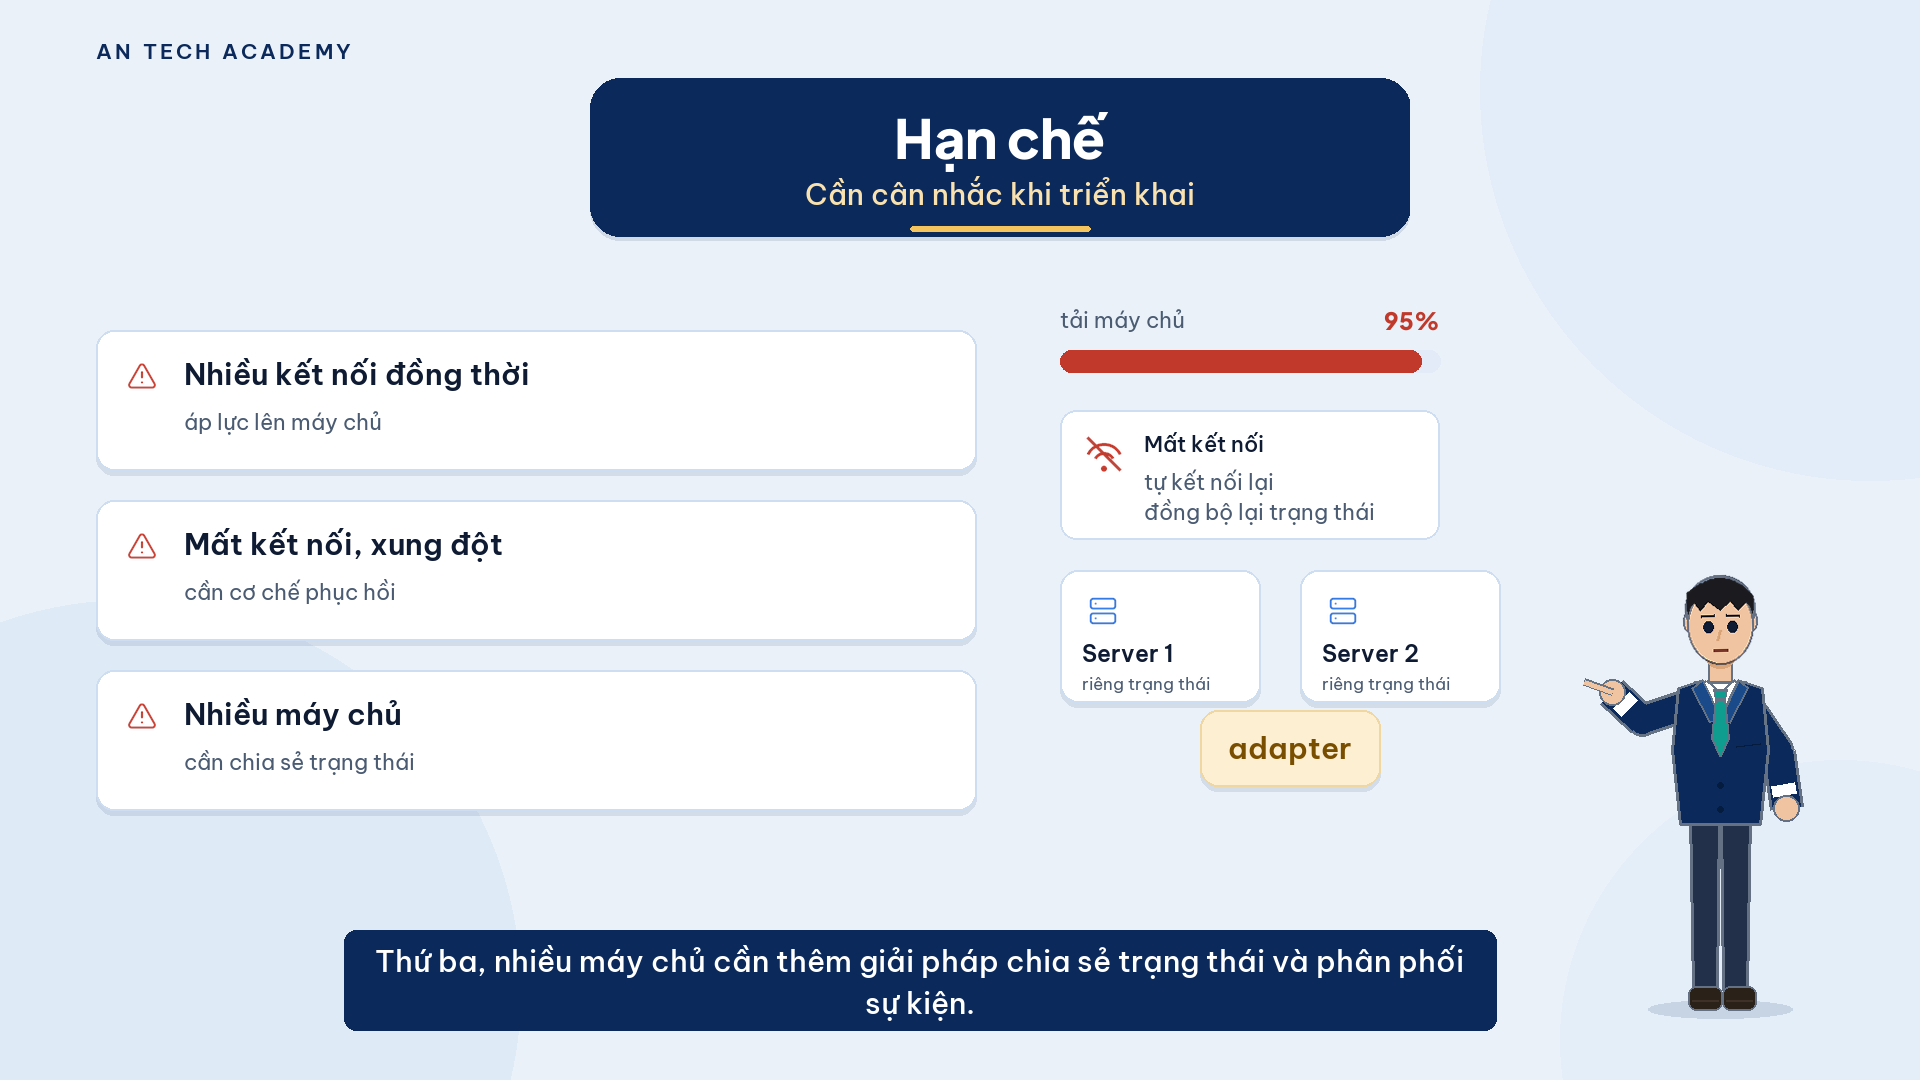 AN TECH ACADEMY
Hạn chế
Cần cân nhắc khi triển khai
Nhiều kết nối đồng thời
áp lực lên máy chủ
Mất kết nối, xung đột
cần cơ chế phục hồi
Nhiều máy chủ
cần chia sẻ trạng thái
tải máy chủ 95%
Mất kết nối
tự kết nối lại
đồng bộ lại trạng thái
Server 1
riêng trạng thái
Server 2
riêng trạng thái
adapter
Thứ ba, nhiều máy chủ cần thêm giải pháp chia sẻ trạng thái và phân phối
sự kiện.